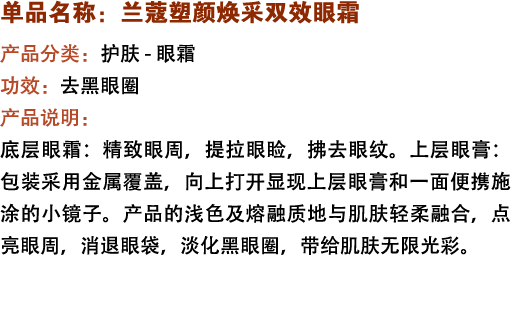 单品名称：兰蔻塑颜焕采双效眼霜
产品分类：护肤 - 眼霜
功效：去黑眼圈
产品说明：
底层眼霜：精致眼周，提拉眼睑，拂去眼纹。上层眼膏：
包装采用金属覆盖，向上打开显现上层眼膏和一面便携施
涂的小镜子。产品的浅色及熔融质地与肌肤轻柔融合，点
亮眼周，消退眼袋，淡化黑眼圈，带给肌肤无限光彩。